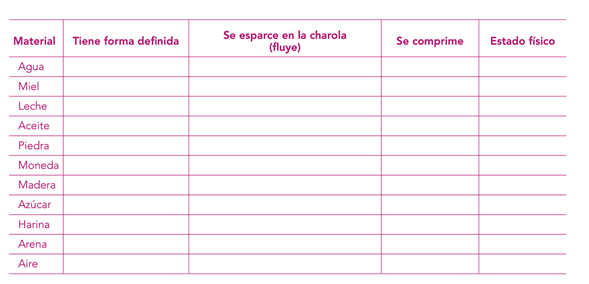 Material Tiene forma definida Se esparce en la charola (fluye) Se comprime Estado físico
Agua
Miel
Leche
Aceite
Piedra
Moneda
Madera
Azúcar
Harina
Arena
Aire